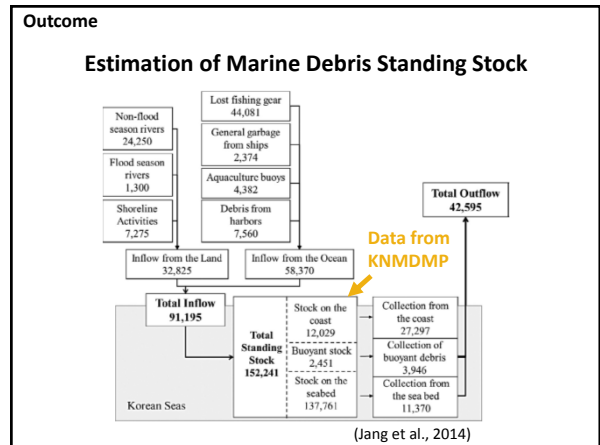 Outcome
Estimation of Marine Debris Standing Stock
Non-flood
season rivers
24,250
Flood season
rivers
1,300
Shoreline
Activities
7,275
Inflow from the Land
32,825
Lost fishing gear
44,081
General garbage
from ships
2,374
Aquaculture buoys
4,382
Debris from
harbors
7,560
Inflow from the Ocean
58,370
Total Inflow
91,195
Data from
KNMDMP
Total
Standing
Stock
152,241
Stock on the
coast
12,029
Buoyant stock
2,451
Stock on the
seabed
137,761
Collection from
the coast
27,297
Collection of
buoyant debris
3,946
Collection from
the sea bed
11,370
Total Outflow
42,595
Korean Seas
(Jang et al., 2014)